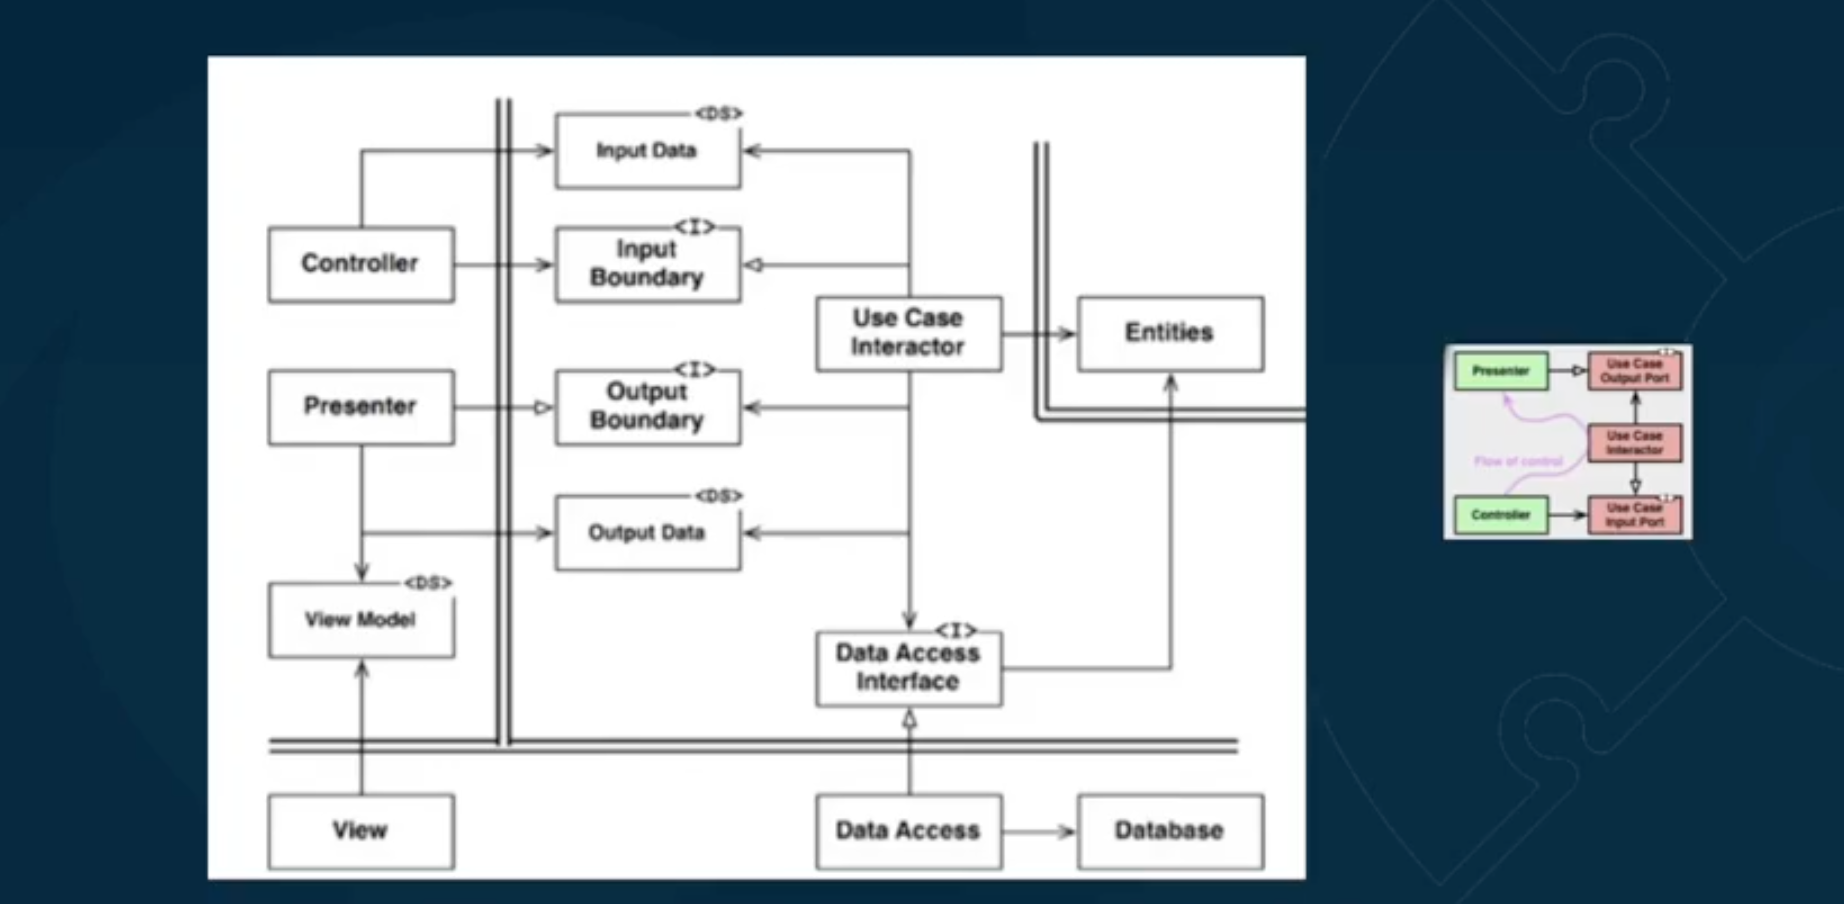 <DS>
Input Data
<I>
Input
Boundary
Controller
Use Case
Interactor
Entities
<I>
Output
Boundary
Presenter
<DS>
Output Data
<DS>
View Model
<I>
Data Access
Interface
View
Data Access
Database
Presenter
Use Case
Output Port
Use Case
Interactor
Flow of control
Controller
Use Case
Input Port